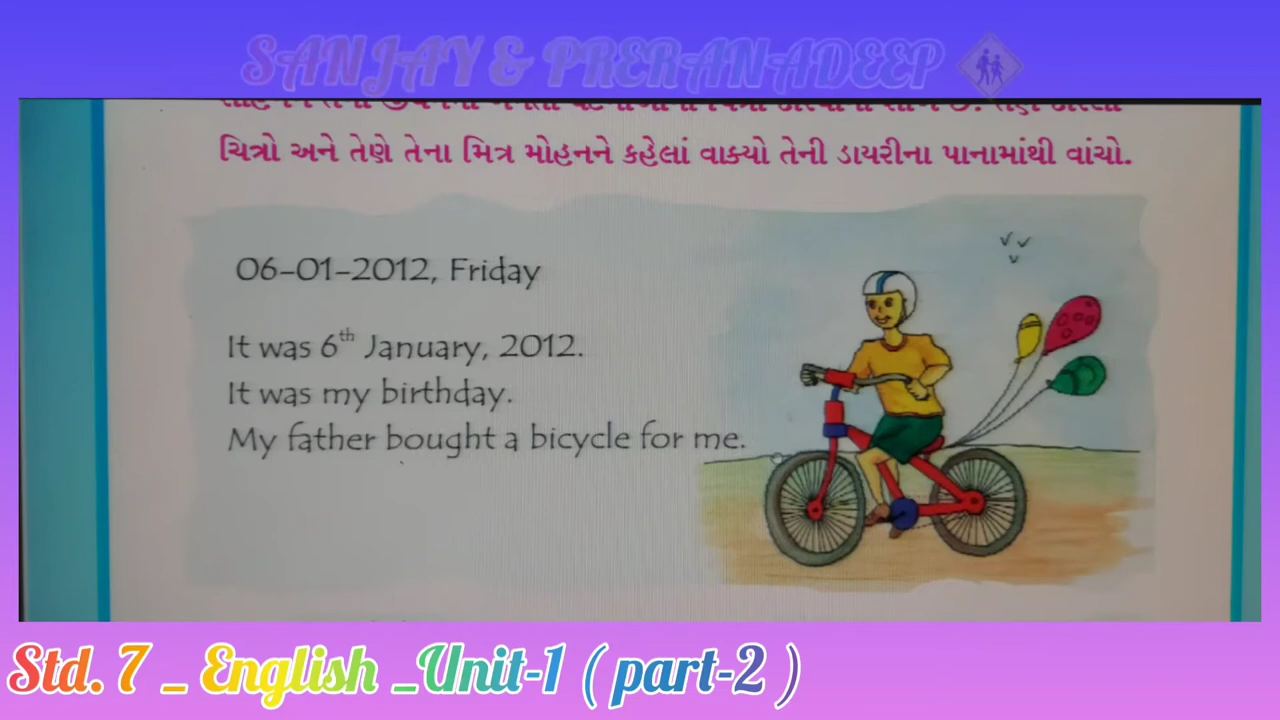 SANJAY & PRERANADEEP
ચિત્રો અને તેણે તેના મિત્ર મોહનને કહેલાં વાક્યો તેની ડાયરીના પાનામાંથી વાંચો.
06-01-2012, Friday
It was 6th January, 2012.
It was my birthday.
My father bought a bicycle for me.
Std. 7 _ English _Unit-1 ( part-2 )